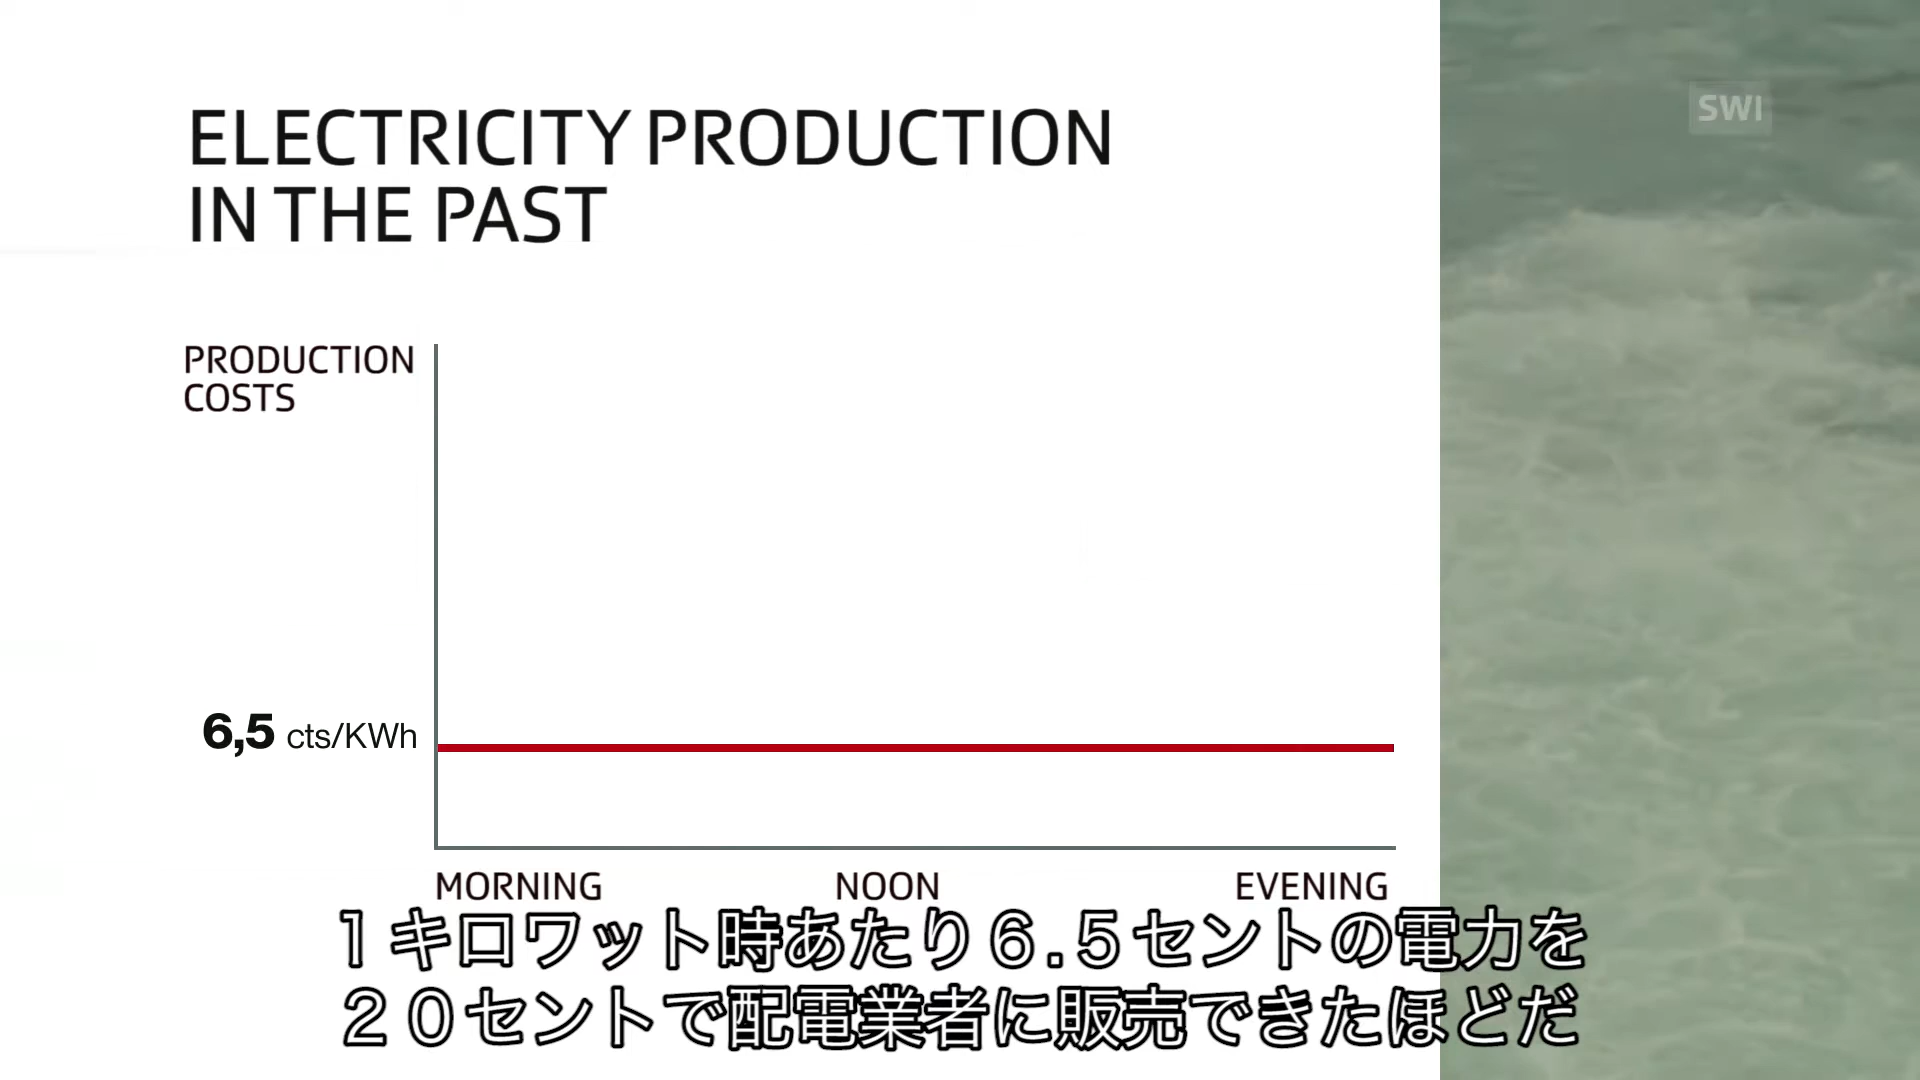 ELECTRICITY PRODUCTION
IN THE PAST
SWI
PRODUCTION
COSTS
6,5 cts/KWh
MORNING NOON EVENING
１キロワット時あたり６.５セントの電力を
２０セントで配電業者に販売できたほどだ